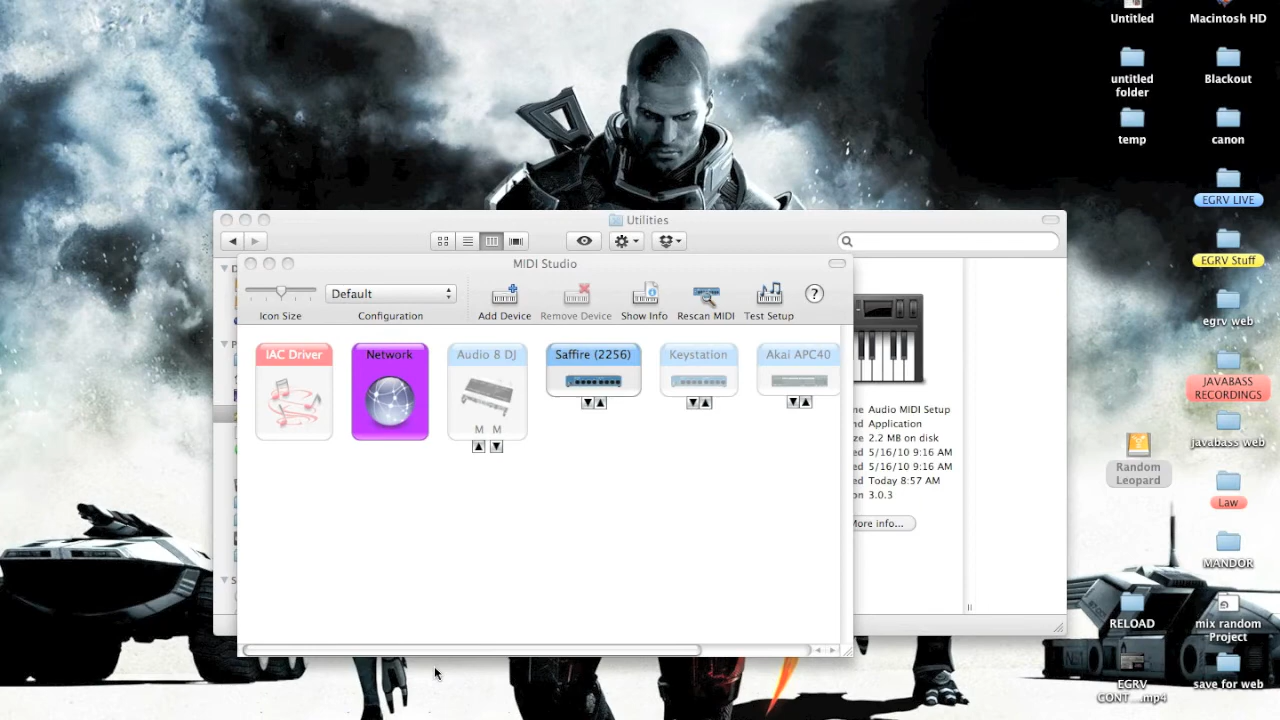 Untitled
Macintosh HD
untitled
folder
Blackout
temp
canon
EGRV LIVE
EGRV Stuff
egrv web
JAVABASS
RECORDINGS
javabass web
Random
Leopard
Law
MANDOR
RELOAD
mix random
Project
EGRV
CONT ....mp4
save for web
Utilities
MIDI Studio
Default
Icon Size
Configuration
Add Device
Remove Device
Show Info
Rescan MIDI
Test Setup
?
IAC Driver
Network
Audio 8 DJ
Saffire (2256)
Keystation
Akai APC40
M M
Audio MIDI Setup
Application
2.2 MB on disk
5/16/10 9:16 AM
5/16/10 9:16 AM
Today 8:57 AM
3.0.3
More info...